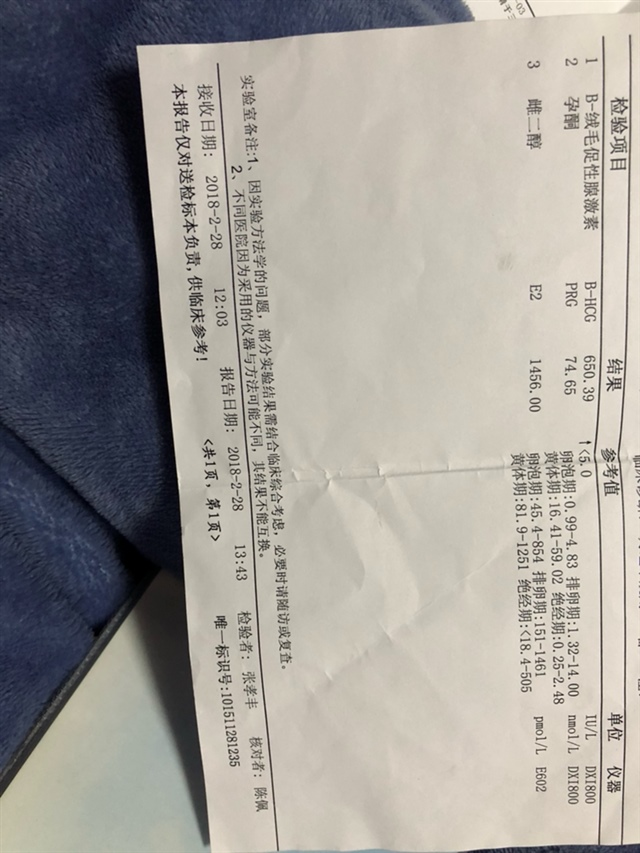 检验项目 结果 参考值 单位 仪器
1 B-绒毛促性腺激素 B-HCG 650.39 ↑<5.0 IU/L DXI800
2 孕酮 PRG 74.65 卵泡期:0.99-4.83 排卵期:1.32-14.00 nmol/L DXI800
黄体期:16.41-59.02 绝经期:0.25-2.48
3 雌二醇 E2 1456.00 卵泡期:45.4-854 排卵期:151-1461 pmol/L E602
黄体期:81.9-1251 绝经期:<18.4-505
实验室备注:1、因实验方法学的问题，部分实验结果需结合临床综合考虑，必要时请随访或复查。
2、不同医院因为采用的仪器与方法可能不同，其结果不能互换。
接收日期: 2018-2-28 12:03 报告日期: 2018-2-28 13:43 检验者: 张孝丰 核对者: 陈佩
本报告仅对送检标本负责,供临床参考! <共1页，第1页> 唯一标识号:101511281235